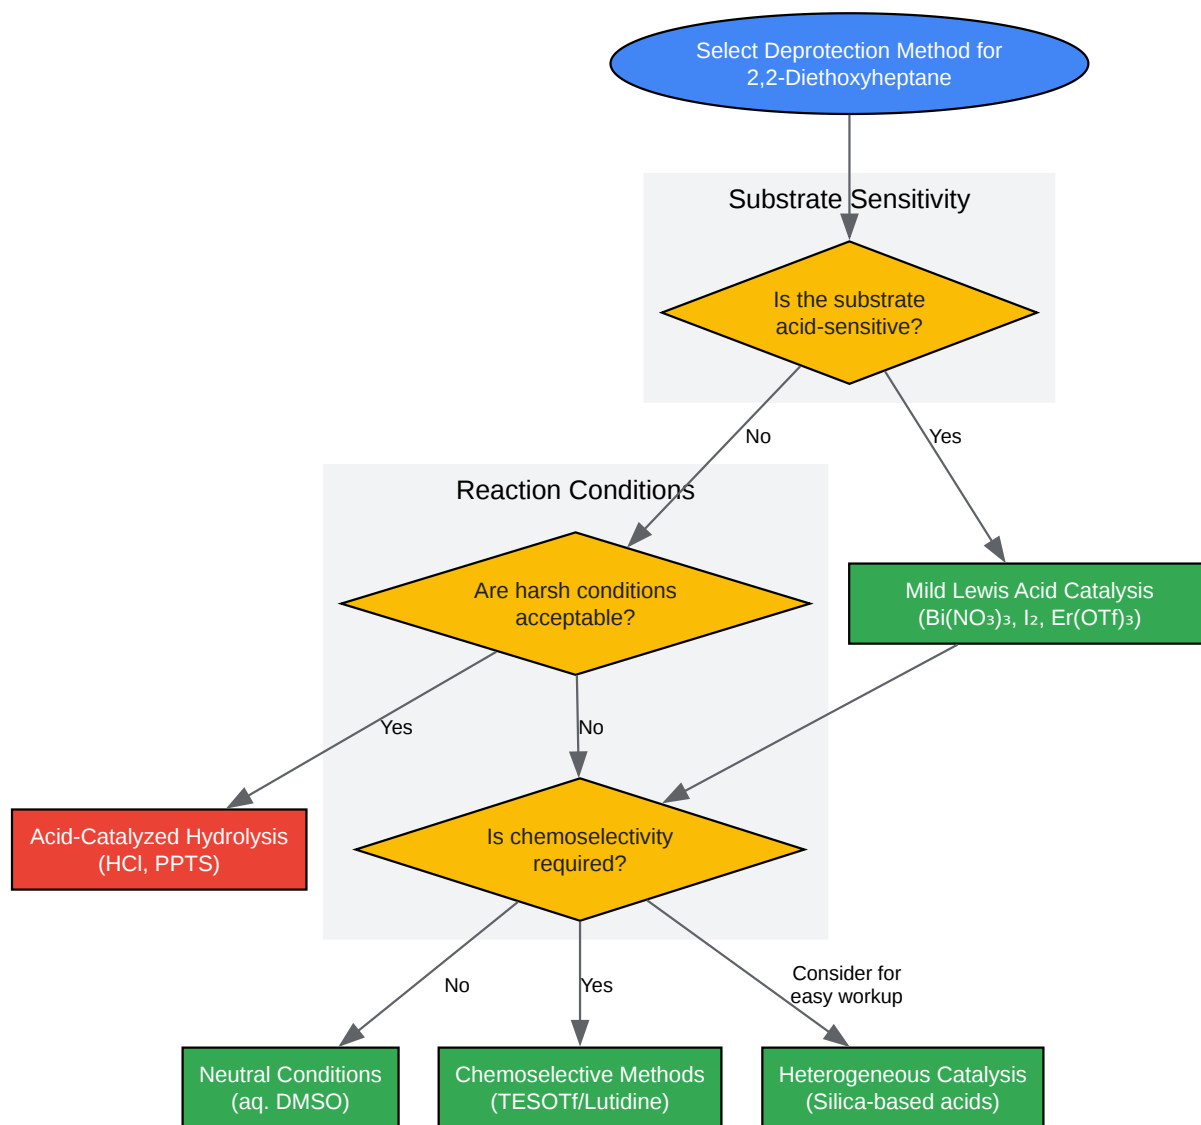 Select Deprotection Method for
2,2-Diethoxyheptane
Substrate Sensitivity
Is the substrate
acid-sensitive?
No
Yes
Reaction Conditions
Are harsh conditions
acceptable?
Mild Lewis Acid Catalysis
(Bi(NO₃)₃, I₂, Er(OTf)₃)
Yes
No
Acid-Catalyzed Hydrolysis
(HCl, PPTS)
Is chemoselectivity
required?
No
Yes
Consider for
easy workup
Neutral Conditions
(aq. DMSO)
Chemoselective Methods
(TESOTf/Lutidine)
Heterogeneous Catalysis
(Silica-based acids)